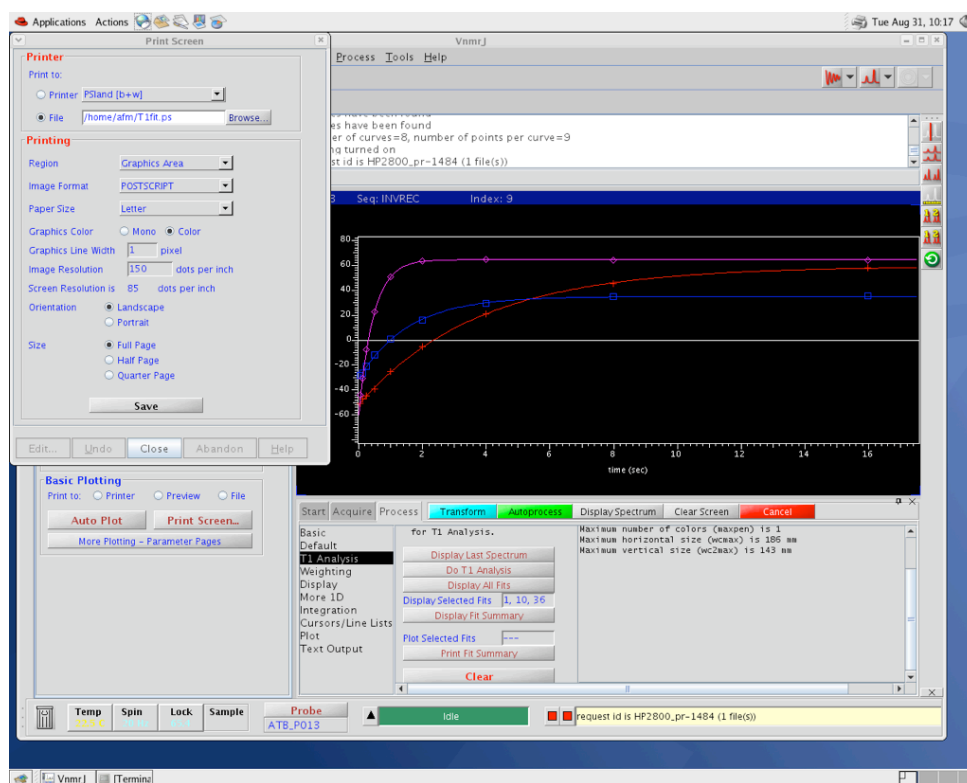 Applications Actions Tue Aug 31, 10:17
Print Screen
Printer
Print to:
Printer PSland [b+w]
File /home/afm/T1fit.ps Browse...
Printing
Region Graphics Area
Image Format POSTSCRIPT
Paper Size Letter
Graphics Color Mono Color
Graphics Line Width 1 pixel
Image Resolution 150 dots per inch
Screen Resolution is 85 dots per inch
Orientation Landscape
Portrait
Size Full Page
Half Page
Quarter Page
Save
Edit... Undo Close Abandon Help
VnmrJ
Process Tools Help
es have been found
er of curves=8, number of points per curve=9
ng turned on
st id is HP2800_pr-1484 (1 file(s))
Seq: INVREC Index: 9
80
60
40
20
0
-20
-40
-60
0 2 4 6 8 10 12 14 16
time (sec)
Basic Plotting
Print to: Printer Preview File
Auto Plot Print Screen...
More Plotting - Parameter Pages
Start Acquire Process Transform Autoprocess Display Spectrum Clear Screen Cancel
Basic
Default
T1 Analysis
Weighting
Display
More 1D
Integration
Cursors/Line Lists
Plot
Text Output
for T1 Analysis.
Display Last Spectrum
Do T1 Analysis
Display All Fits
Display Selected Fits 1, 10, 36
Display Fit Summary
Plot Selected Fits ---
Print Fit Summary
Clear
Maximum number of colors (maxpen) is 1
Maximum horizontal size (wcmax) is 186 mm
Maximum vertical size (wc2max) is 143 mm
Temp Spin Lock Sample Probe
ATB_P013
Idle
request id is HP2800_pr-1484 (1 file(s))
VnmrJ [Termina